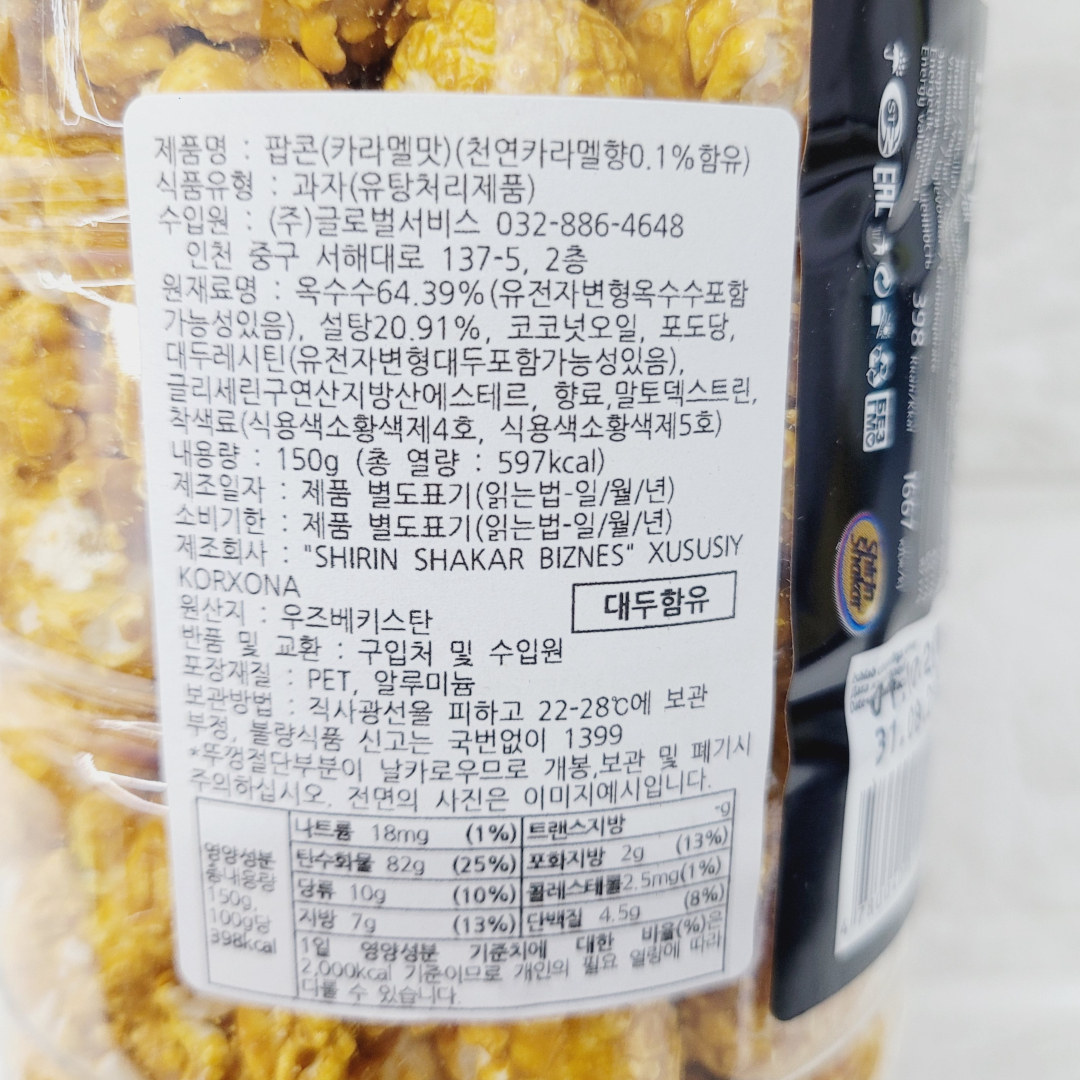 제품명 : 팝콘(카라멜맛)(천연카라멜향0.1%함유)
식품유형 : 과자(유탕처리제품)
수입원 : (주)글로벌서비스 032-886-4648
인천 중구 서해대로 137-5, 2층
원재료명 : 옥수수64.39%(유전자변형옥수수포함
가능성있음), 설탕20.91%, 코코넛오일, 포도당,
대두레시틴(유전자변형대두포함가능성있음),
글리세린구연산지방산에스테르, 향료,말토덱스트린,
착색료(식용색소황색제4호, 식용색소황색제5호)
내용량 : 150g (총 열량 : 597kcal)
제조일자 : 제품 별도표기(읽는법-일/월/년)
소비기한 : 제품 별도표기(읽는법-일/월/년)
제조회사 : "SHIRIN SHAKAR BIZNES" XUSUSIY
KORXONA
원산지 : 우즈베키스탄
대두함유
반품 및 교환 : 구입처 및 수입원
포장재질 : PET, 알루미늄
보관방법 : 직사광선을 피하고 22-28℃에 보관
부정, 불량식품 신고는 국번없이 1399
*뚜껑절단부분이 날카로우므로 개봉,보관 및 폐기시
주의하십시오. 전면의 사진은 이미지예시입니다.
영양성분
총내용량
150g,
100g당
398kcal
나트륨 18mg (1%) 트랜스지방 -g
탄수화물 82g (25%) 포화지방 2g (13%)
당류 10g (10%) 콜레스테롤2.5mg(1%)
지방 7g (13%) 단백질 4.5g (8%)
1일 영양성분 기준치에 대한 비율(%)은
2,000kcal 기준이므로 개인의 필요 열량에 따라
다를 수 있습니다.
ST
EAC
553
398
1667
Shirin
Shakar